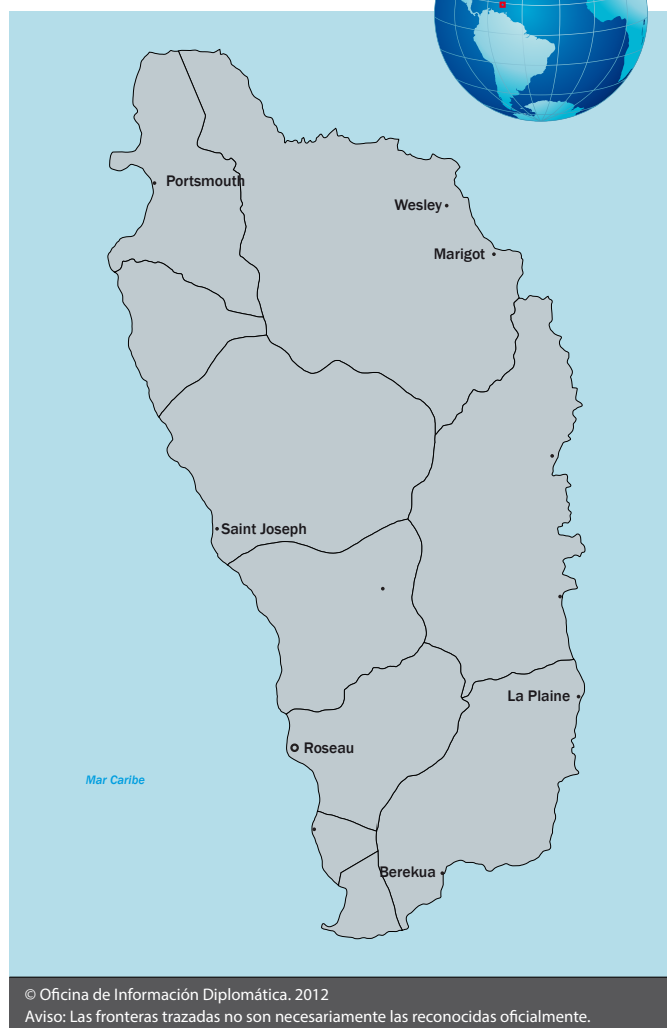 Portsmouth
Wesley
Marigot
Saint Joseph
La Plaine
Roseau
Mar Caribe
Berekua
© Oficina de Información Diplomática. 2012
Aviso: Las fronteras trazadas no son necesariamente las reconocidas oficialmente.